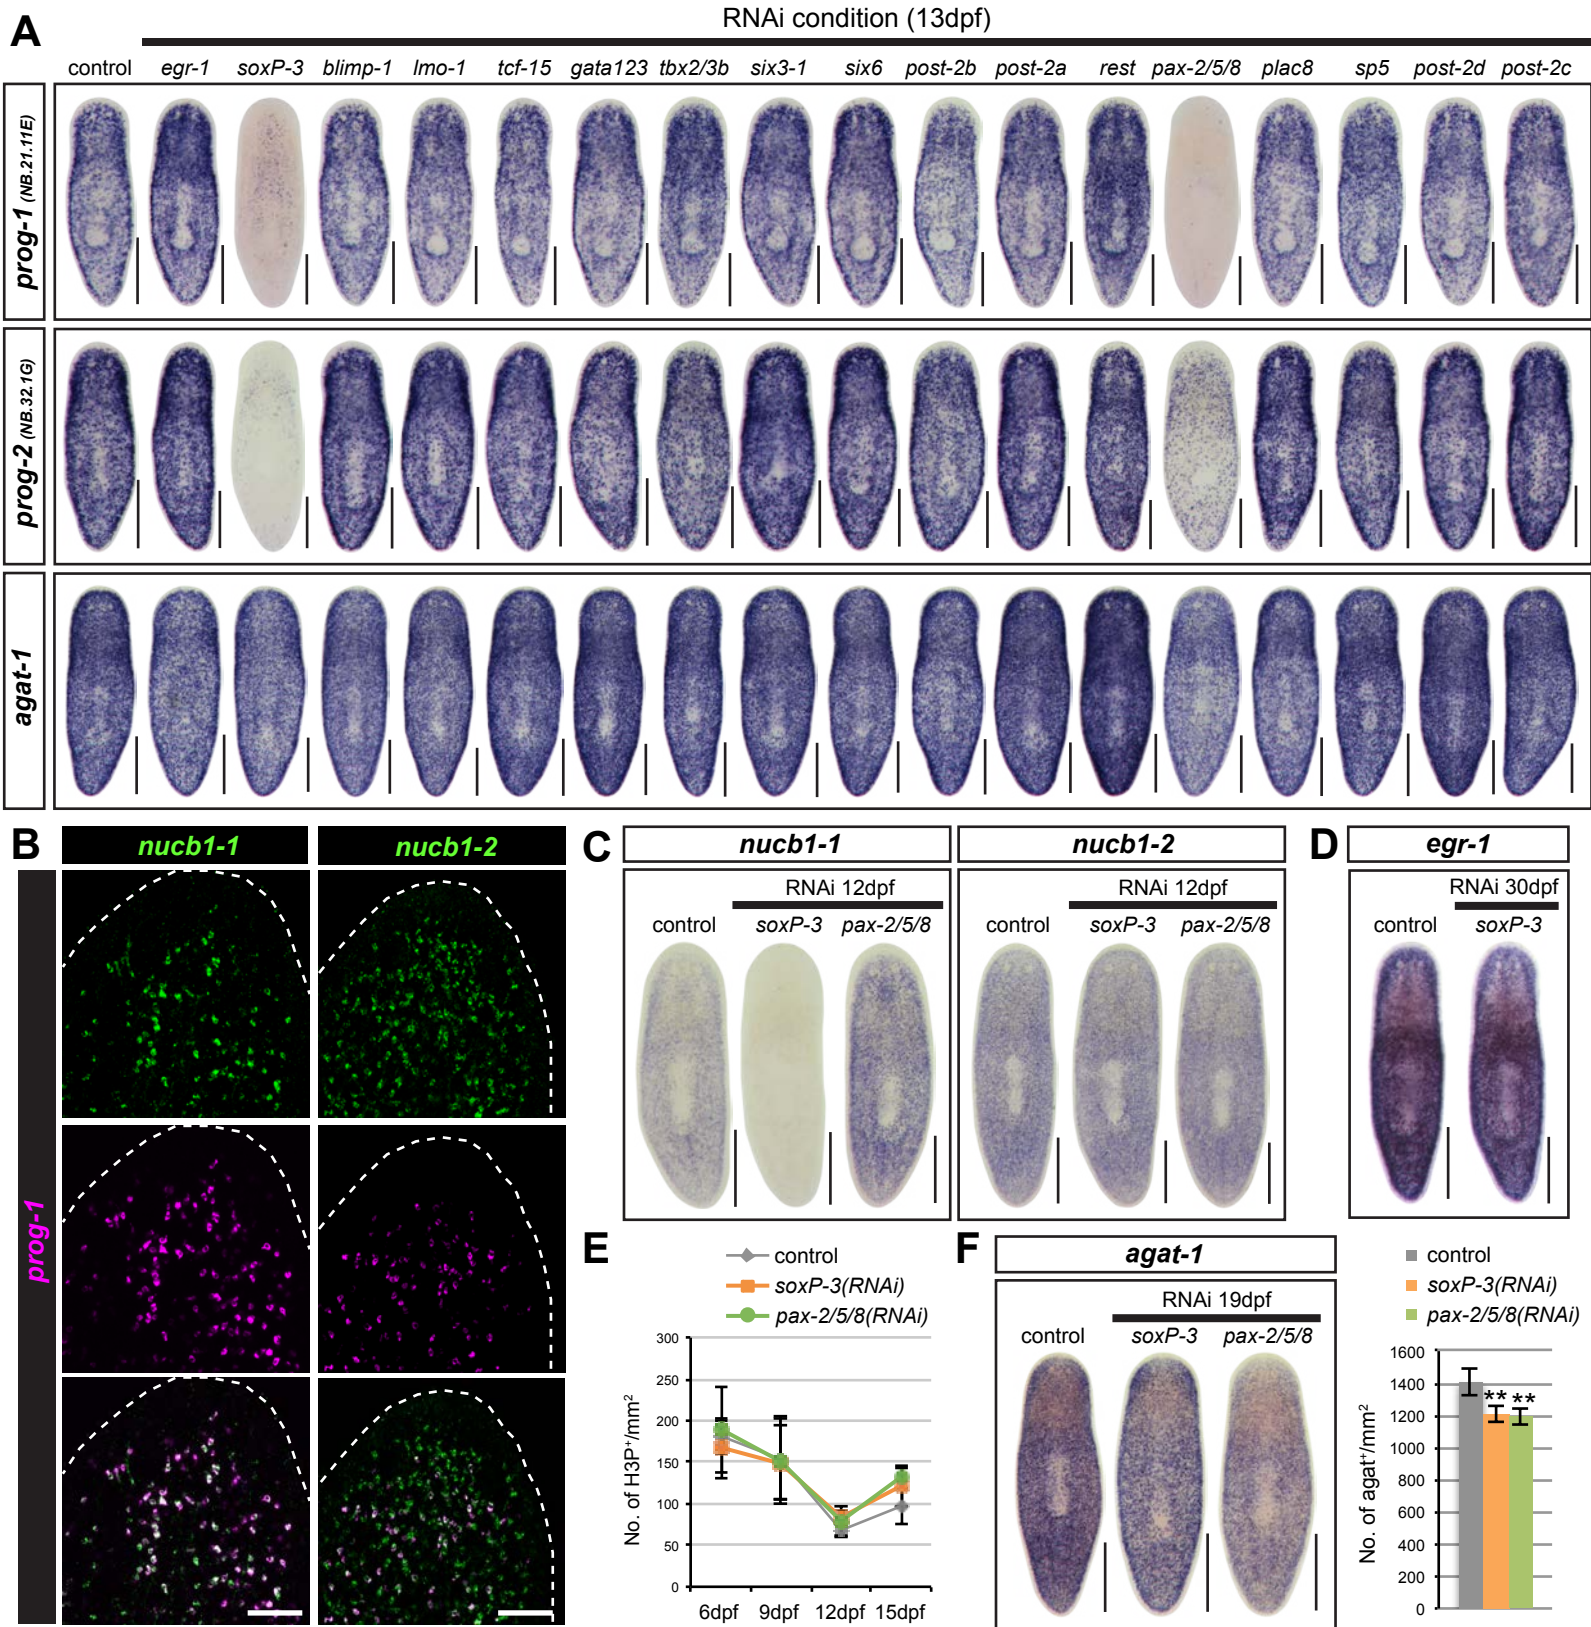 A
RNAi condition (13dpf)
control egr-1 soxP-3 blimp-1 lmo-1 tcf-15 gata123 tbx2/3b six3-1 six6 post-2b post-2a rest pax-2/5/8 plac8 sp5 post-2d post-2c
prog-1 (NB.21.11E)
prog-2 (NB.32.1G)
agat-1
B
nucb1-1 nucb1-2
prog-1
C
nucb1-1 nucb1-2
RNAi 12dpf RNAi 12dpf
control soxP-3 pax-2/5/8 control soxP-3 pax-2/5/8
D
egr-1
RNAi 30dpf
control soxP-3
E
control
soxP-3(RNAi)
pax-2/5/8(RNAi)
No. of H3P+/mm2
300
250
200
150
100
50
0
6dpf 9dpf 12dpf 15dpf
F
agat-1
RNAi 19dpf
control soxP-3 pax-2/5/8
control
soxP-3(RNAi)
pax-2/5/8(RNAi)
No. of agat+/mm2
1600
1400
1200
1000
800
600
400
200
0
** **